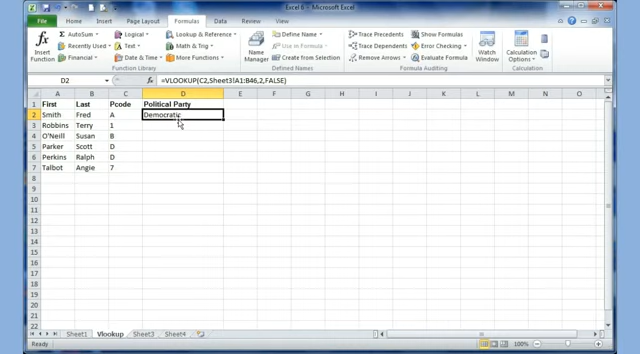 Excel 6 - Microsoft Excel
File Home Insert Page Layout Formulas Data Review View
Insert Function
AutoSum Logical Lookup & Reference
Recently Used Text Math & Trig
Financial Date & Time More Functions
Function Library
Name Manager
Define Name
Use in Formula
Create from Selection
Defined Names
Trace Precedents Show Formulas
Trace Dependents Error Checking
Remove Arrows Evaluate Formula
Formula Auditing
Watch Window
Calculation Options
Calculation
D2 fx =VLOOKUP(C2,Sheet3!A1:B46,2,FALSE)
A B C D E F G H I J K L M N O
1 First Last Pcode Political Party
2 Smith Fred A Democratic
3 Robbins Terry 1
4 O'Neill Susan B
5 Parker Scott D
6 Perkins Ralph D
7 Talbot Angie 7
8
9
10
11
12
13
14
15
16
17
18
19
20
21
22
Sheet1 Vlookup Sheet3 Sheet4
Ready 100%